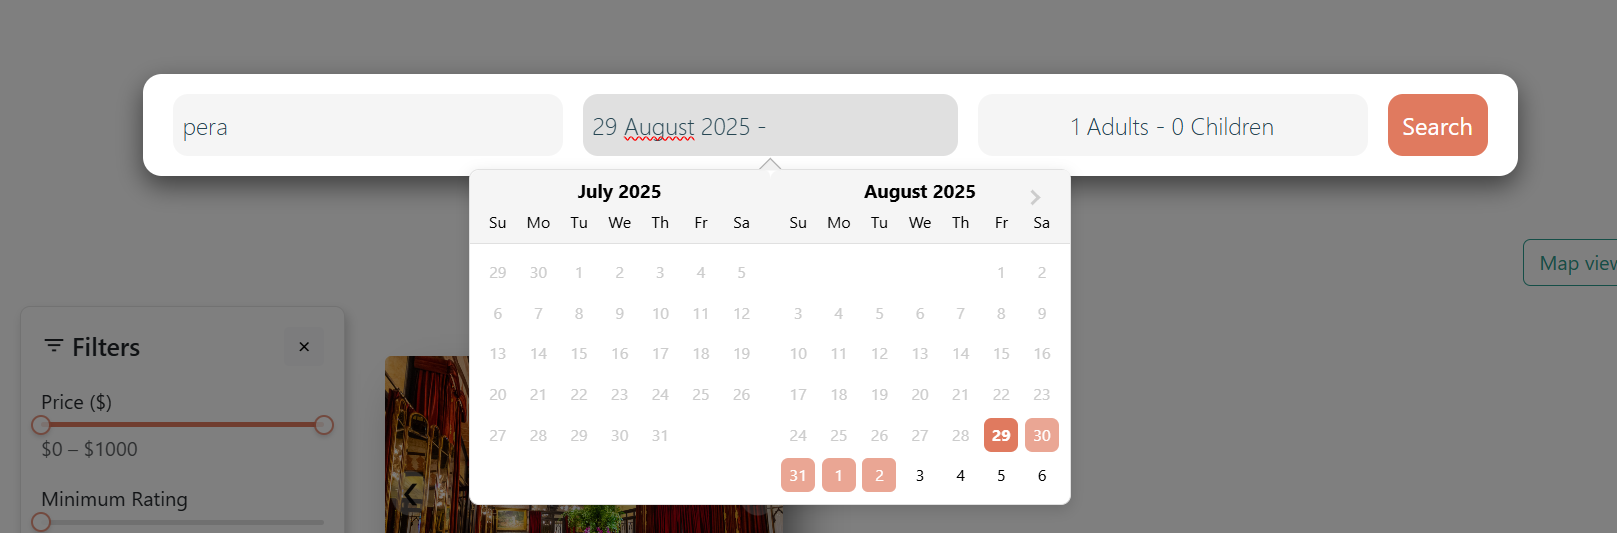 pera
29 August 2025 -
1 Adults - 0 Children
Search
July 2025
Su Mo Tu We Th Fr Sa
29 30 1 2 3 4 5
6 7 8 9 10 11 12
13 14 15 16 17 18 19
20 21 22 23 24 25 26
27 28 29 30 31
August 2025
Su Mo Tu We Th Fr Sa
1 2
3 4 5 6 7 8 9
10 11 12 13 14 15 16
17 18 19 20 21 22 23
24 25 26 27 28 29 30
31 1 2 3 4 5 6
Map view
Filters
Price ($)
$0 – $1000
Minimum Rating